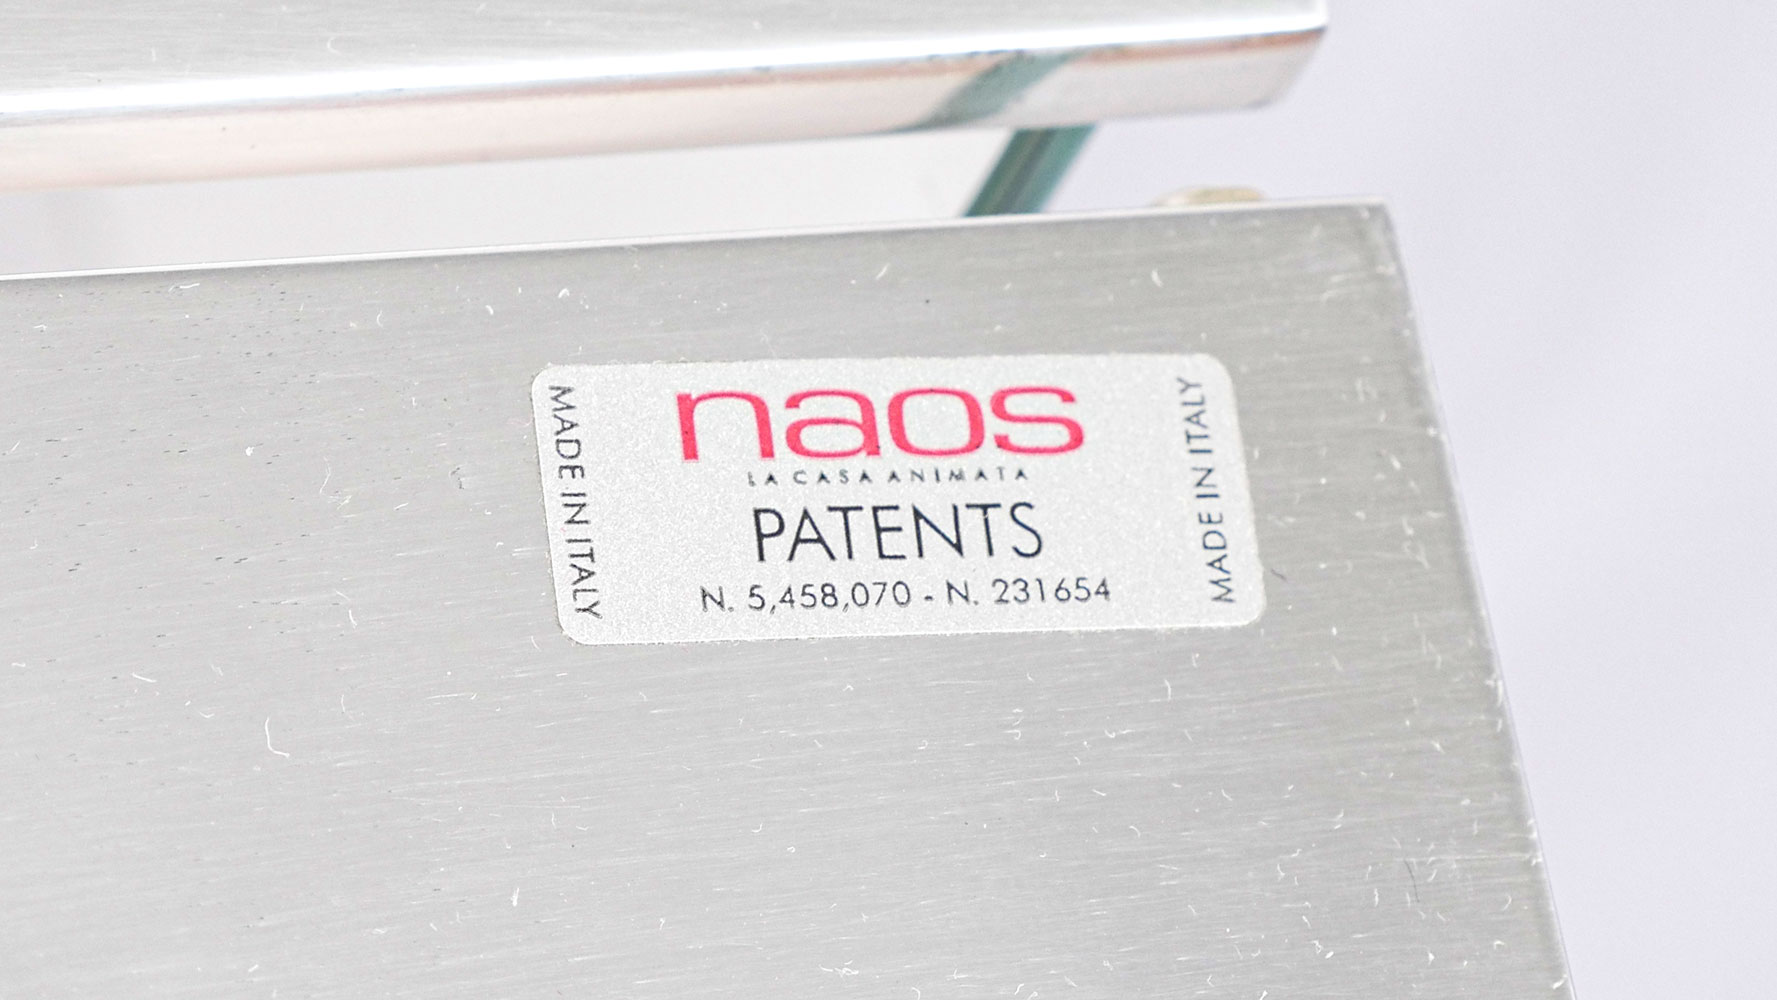 MADE IN ITALY
naos
LA CASA ANIMATA
PATENTS
N. 5,458,070 - N. 231654
MADE IN ITALY